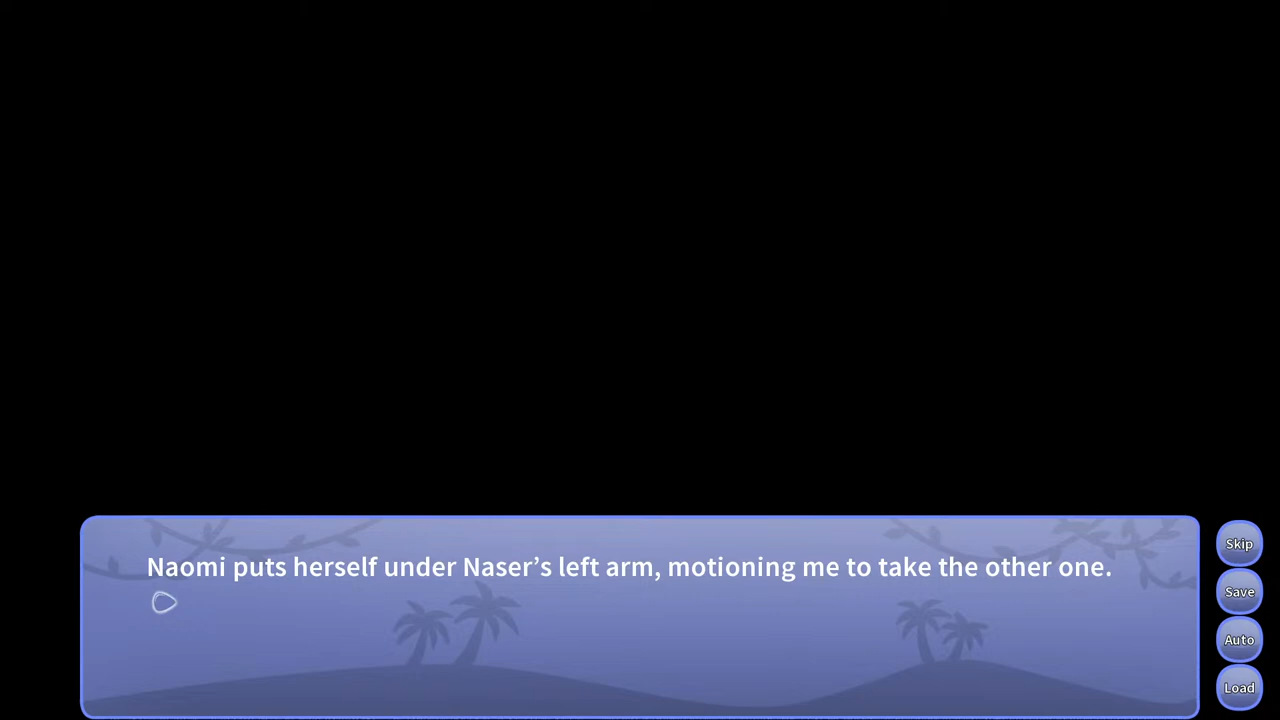 Naomi puts herself under Naser’s left arm, motioning me to take the other one.
Skip
Save
Auto
Load